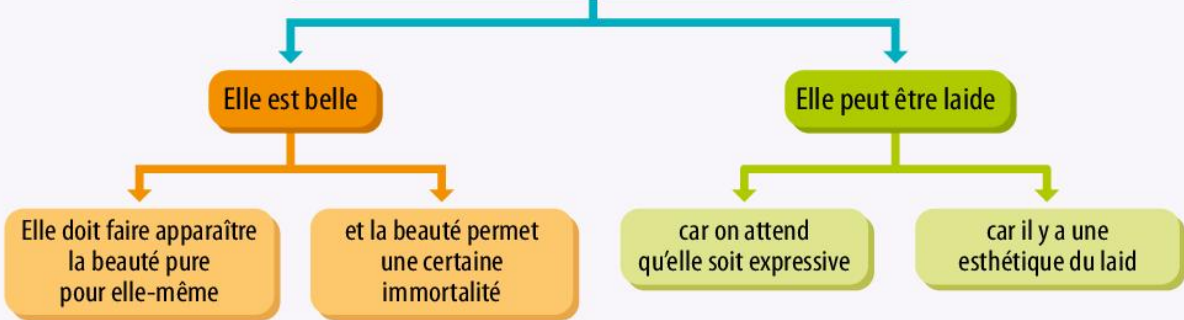 Elle est belle
Elle peut être laide
Elle doit faire apparaître
la beauté pure
pour elle-même
et la beauté permet
une certaine
immortalité
car on attend
qu'elle soit expressive
car il y a une
esthétique du laid